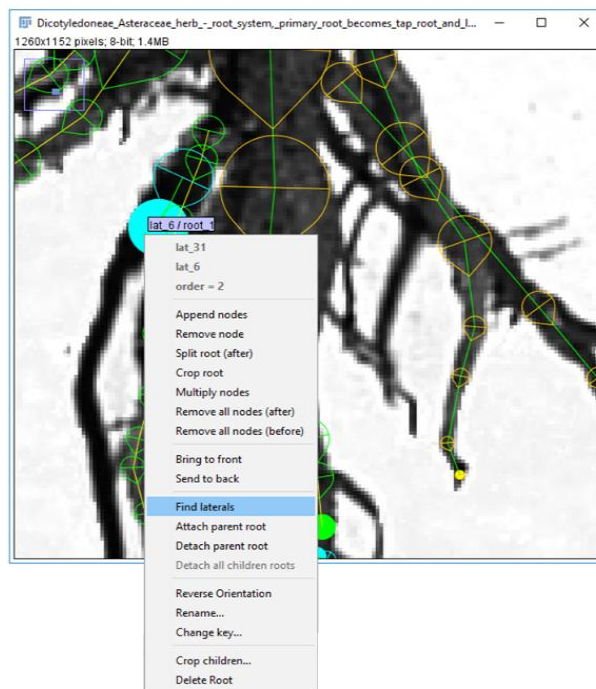 Dicotyledoneae_Asteraceae_herb_-_root_system,_primary_root_becomes_tap_root_and_l...
1260x1152 pixels; 8-bit; 1.4MB
lat_6 / root_1
lat_31
lat_6
order = 2
Append nodes
Remove node
Split root (after)
Crop root
Multiply nodes
Remove all nodes (after)
Remove all nodes (before)
Bring to front
Send to back
Find laterals
Attach parent root
Detach parent root
Detach all children roots
Reverse Orientation
Rename...
Change key...
Crop children...
Delete Root